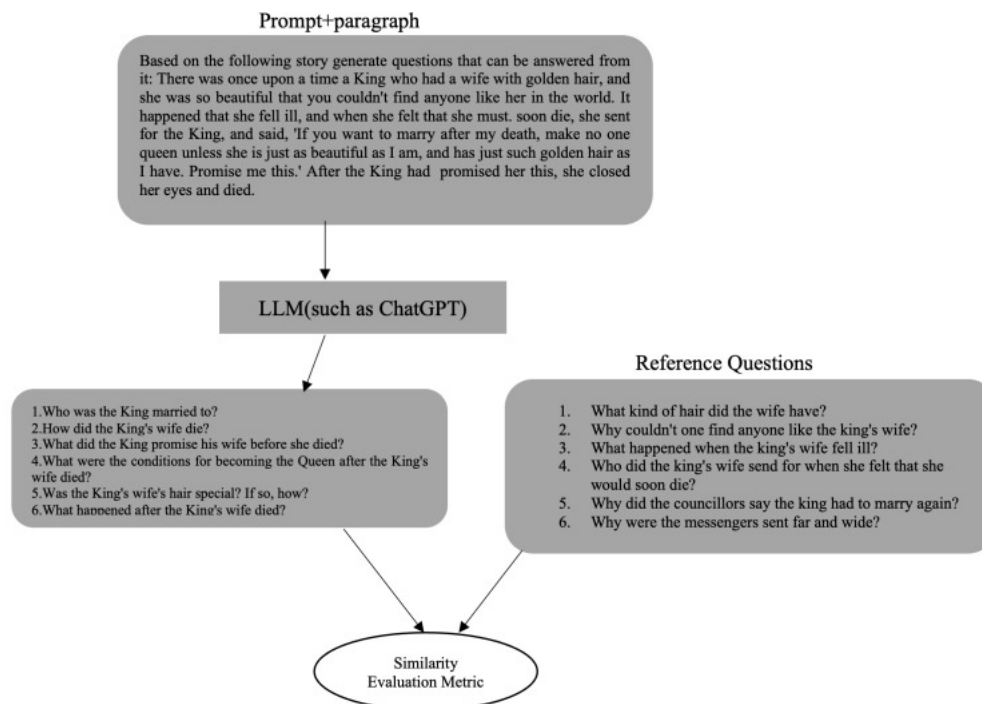 Prompt+paragraph
Based on the following story generate questions that can be answered from
it: There was once upon a time a King who had a wife with golden hair, and
she was so beautiful that you couldn't find anyone like her in the world. It
happened that she fell ill, and when she felt that she must. soon die, she sent
for the King, and said, 'If you want to marry after my death, make no one
queen unless she is just as beautiful as I am, and has just such golden hair as
I have. Promise me this.' After the King had promised her this, she closed
her eyes and died.
LLM(such as ChatGPT)
1.Who was the King married to?
2.How did the King's wife die?
3.What did the King promise his wife before she died?
4.What were the conditions for becoming the Queen after the King's
wife died?
5.Was the King's wife's hair special? If so, how?
6.What happened after the King's wife died?
Reference Questions
1. What kind of hair did the wife have?
2. Why couldn't one find anyone like the king's wife?
3. What happened when the king's wife fell ill?
4. Who did the king's wife send for when she felt that she
would soon die?
5. Why did the councillors say the king had to marry again?
6. Why were the messengers sent far and wide?
Similarity
Evaluation Metric